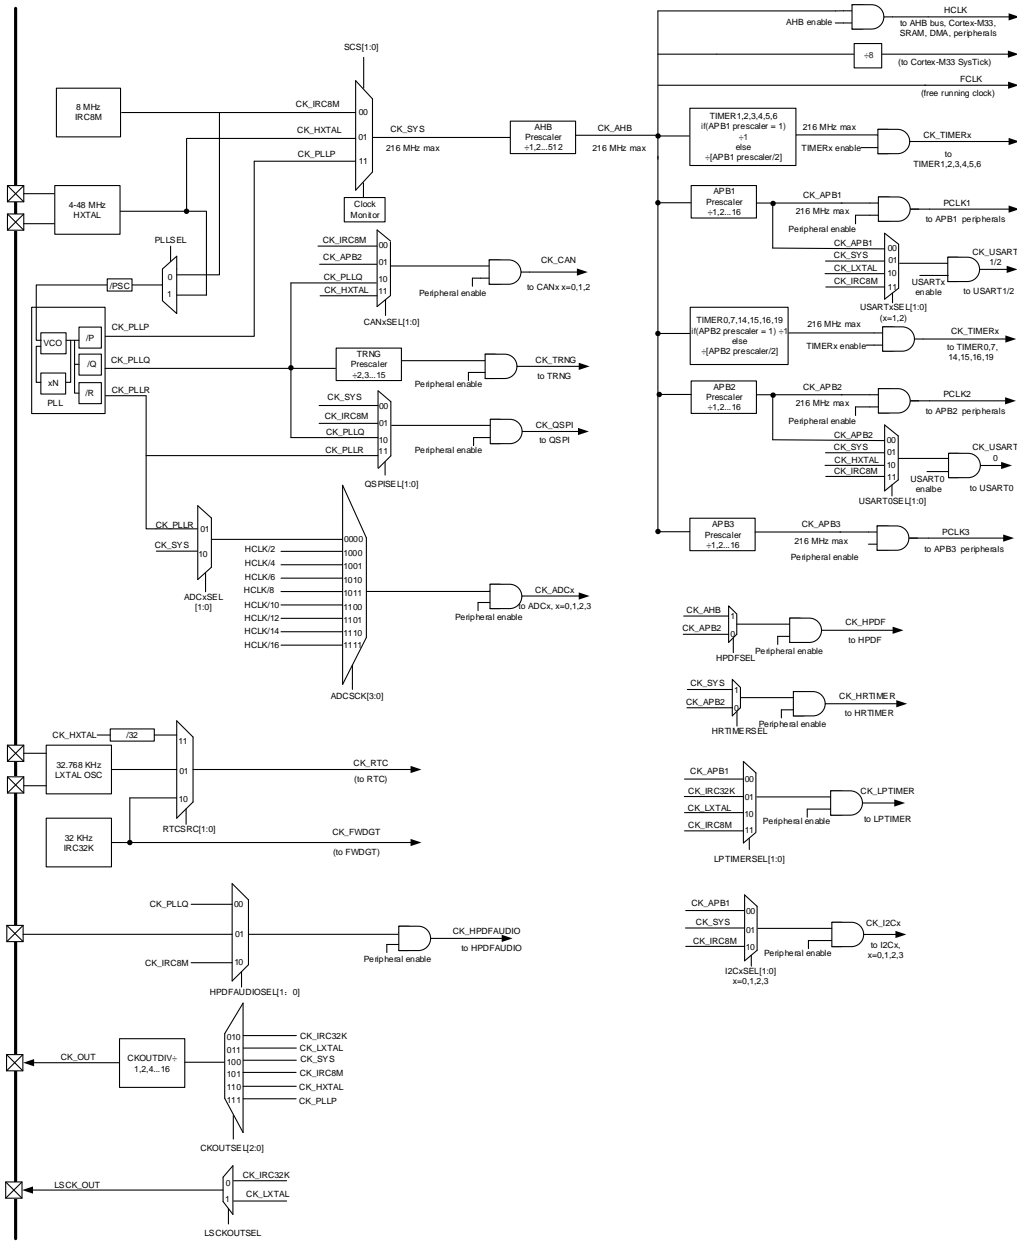 SCS[1:0]
8 MHz
IRC8M
CK_IRC8M
00
CK_HXTAL
01
CK_PLLP
11
CK_SYS
216 MHz max
AHB
Prescaler
÷1,2...512
CK_AHB
216 MHz max
Clock
Monitor
4-48 MHz
HXTAL
PLLSEL
0
1
/PSC
VCO
xN
PLL
/P
/Q
/R
CK_PLLP
CK_PLLQ
CK_PLLR
CK_IRC8M
00
CK_APB2
01
CK_PLLQ
10
CK_HXTAL
11
CANxSEL[1:0]
Peripheral enable
CK_CAN
to CANx x=0,1,2
TRNG
Prescaler
÷2,3...15
Peripheral enable
CK_TRNG
to TRNG
CK_SYS
00
CK_IRC8M
01
CK_PLLQ
10
CK_PLLR
11
QSPISEL[1:0]
Peripheral enable
CK_QSPI
to QSPI
CK_PLLR
01
CK_SYS
10
ADCxSEL
[1:0]
0000
HCLK/2
1000
HCLK/4
1001
HCLK/6
1010
HCLK/8
1011
HCLK/10
1100
HCLK/12
1101
HCLK/14
1110
HCLK/16
1111
ADCSCK[3:0]
Peripheral enable
CK_ADCx
to ADCx, x=0,1,2,3
CK_HXTAL
/32
11
32.768 KHz
LXTAL OSC
01
10
RTCSRC[1:0]
CK_RTC
(to RTC)
32 KHz
IRC32K
CK_FWDGT
(to FWDGT)
CK_PLLQ
00
01
CK_IRC8M
10
HPDFAUDIOSEL[1: 0]
Peripheral enable
CK_HPDFAUDIO
to HPDFAUDIO
CK_OUT
CKOUTDIV÷
1,2,4...16
010
CK_IRC32K
011
CK_LXTAL
100
CK_SYS
101
CK_IRC8M
110
CK_HXTAL
111
CK_PLLP
CKOUTSEL[2:0]
LSCK_OUT
0
CK_IRC32K
1
CK_LXTAL
LSCKOUTSEL
AHB enable
HCLK
to AHB bus, Cortex-M33,
SRAM, DMA, peripherals
÷8
(to Cortex-M33 SysTick)
FCLK
(free running clock)
TIMER1,2,3,4,5,6
if(APB1 prescaler = 1)
÷1
else
÷[APB1 prescaler/2]
216 MHz max
TIMERx enable
CK_TIMERx
to
TIMER1,2,3,4,5,6
APB1
Prescaler
÷1,2...16
CK_APB1
216 MHz max
Peripheral enable
PCLK1
to APB1 peripherals
CK_APB1
00
CK_SYS
01
CK_LXTAL
10
CK_IRC8M
11
USARTxSEL[1:0]
(x=1,2)
USARTx
enable
CK_USART
1/2
to USART1/2
TIMER0,7,14,15,16,19
if(APB2 prescaler = 1) ÷1
else
÷[APB2 prescaler/2]
216 MHz max
TIMERx enable
CK_TIMERx
to TIMER0,7,
14,15,16,19
APB2
Prescaler
÷1,2...16
CK_APB2
216 MHz max
Peripheral enable
PCLK2
to APB2 peripherals
CK_APB2
00
CK_SYS
01
CK_HXTAL
10
CK_IRC8M
11
USART0SEL[1:0]
USART0
enalbe
CK_USART
0
to USART0
APB3
Prescaler
÷1,2...16
CK_APB3
216 MHz max
Peripheral enable
PCLK3
to APB3 peripherals
CK_AHB
1
CK_APB2
0
HPDFSEL
Peripheral enable
CK_HPDF
to HPDF
CK_SYS
1
CK_APB2
0
HRTIMERSEL
Peripheral enable
CK_HRTIMER
to HRTIMER
CK_APB1
00
CK_IRC32K
01
CK_LXTAL
10
CK_IRC8M
11
LPTIMERSEL[1:0]
Peripheral enable
CK_LPTIMER
to LPTIMER
CK_APB1
00
CK_SYS
01
CK_IRC8M
10
I2CxSEL[1:0]
x=0,1,2,3
Peripheral enable
CK_I2Cx
to I2Cx,
x=0,1,2,3